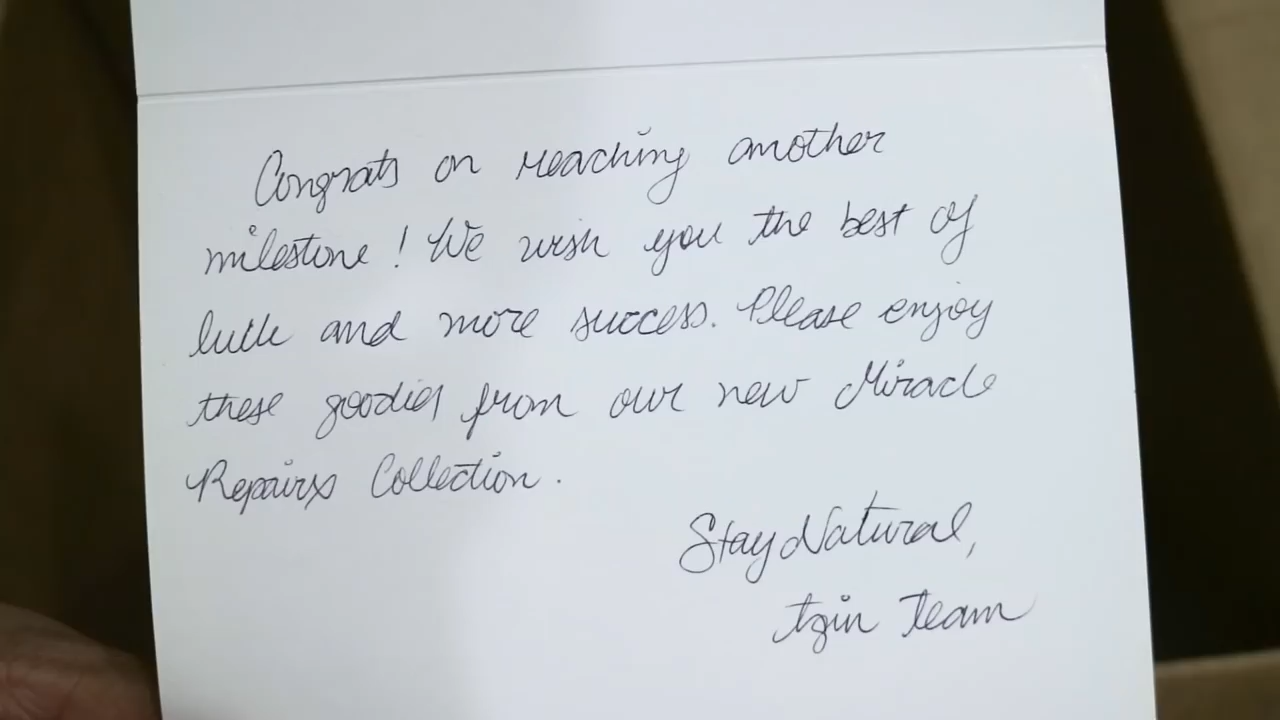 Congrats on reaching another
milestone! We wish you the best of
luck and more success. Please enjoy
these goodies from our new Miracle
Repairx Collection.
Stay Natural,
tgin Team